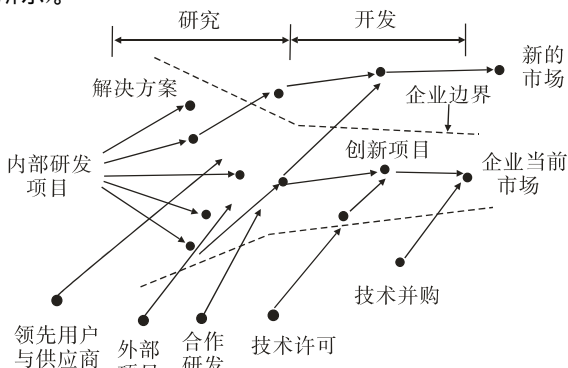 研究
开发
新的
市场
解决方案
企业边界
创新项目
企业当前
市场
内部研发
项目
技术并购
领先用户
与供应商
外部
合作
研发
技术许可